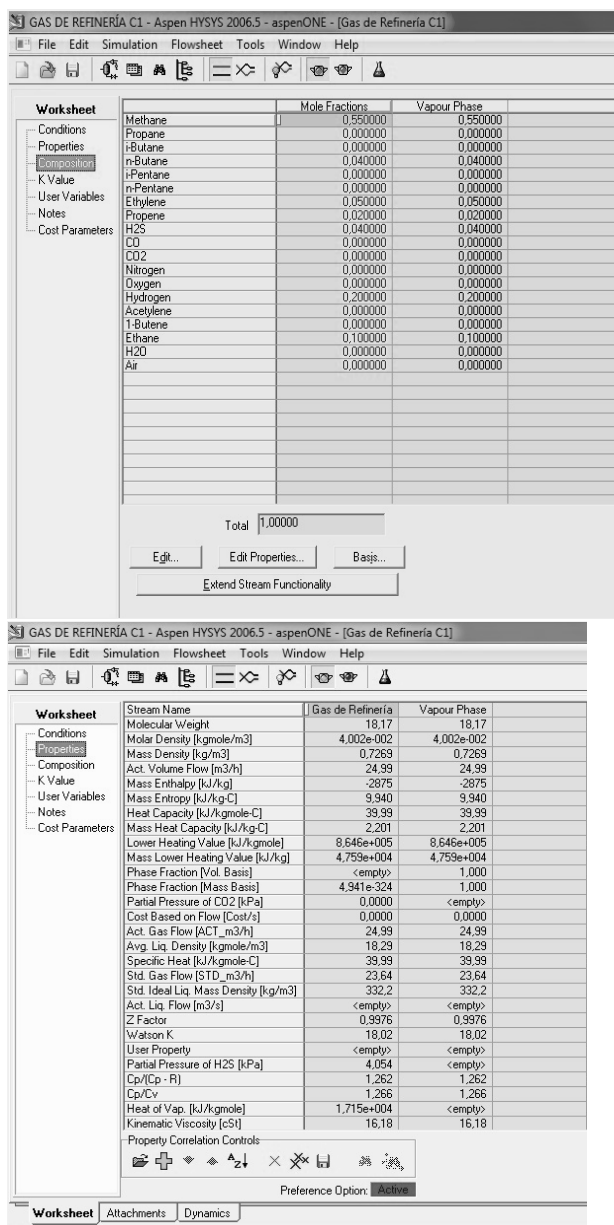 GAS DE REFINERÍA C1 - Aspen HYSYS 2006.5 - aspenONE - [Gas de Refinería C1]
File Edit Simulation Flowsheet Tools Window Help
Worksheet
Conditions
Properties
Composition
K Value
User Variables
Notes
Cost Parameters
Mole Fractions Vapour Phase
Methane 0,550000 0,550000
Propane 0,000000 0,000000
i-Butane 0,000000 0,000000
n-Butane 0,040000 0,040000
i-Pentane 0,000000 0,000000
n-Pentane 0,000000 0,000000
Ethylene 0,050000 0,050000
Propene 0,020000 0,020000
H2S 0,040000 0,040000
CO 0,000000 0,000000
CO2 0,000000 0,000000
Nitrogen 0,000000 0,000000
Oxygen 0,000000 0,000000
Hydrogen 0,200000 0,200000
Acetylene 0,000000 0,000000
1-Butene 0,000000 0,000000
Ethane 0,100000 0,100000
H2O 0,000000 0,000000
Air 0,000000 0,000000
Total 1,00000
Edit... Edit Properties... Basis...
Extend Stream Functionality
GAS DE REFINERÍA C1 - Aspen HYSYS 2006.5 - aspenONE - [Gas de Refinería C1]
File Edit Simulation Flowsheet Tools Window Help
Worksheet
Conditions
Properties
Composition
K Value
User Variables
Notes
Cost Parameters
Stream Name Gas de Refinería Vapour Phase
Molecular Weight 18,17 18,17
Molar Density [kgmole/m3] 4,002e-002 4,002e-002
Mass Density [kg/m3] 0,7269 0,7269
Act. Volume Flow [m3/h] 24,99 24,99
Mass Enthalpy [kJ/kg] -2875 -2875
Mass Entropy [kJ/kg-C] 9,940 9,940
Heat Capacity [kJ/kgmole-C] 39,99 39,99
Mass Heat Capacity [kJ/kg-C] 2,201 2,201
Lower Heating Value [kJ/kgmole] 8,646e+005 8,646e+005
Mass Lower Heating Value [kJ/kg] 4,759e+004 4,759e+004
Phase Fraction [Vol. Basis] <empty> 1,000
Phase Fraction [Mass Basis] 4,941e-324 1,000
Partial Pressure of CO2 [kPa] 0,0000 <empty>
Cost Based on Flow [Cost/s] 0,0000 0,0000
Act. Gas Flow [ACT_m3/h] 24,99 24,99
Avg. Liq. Density [kgmole/m3] 18,29 18,29
Specific Heat [kJ/kgmole-C] 39,99 39,99
Std. Gas Flow [STD_m3/h] 23,64 23,64
Std. Ideal Liq. Mass Density [kg/m3] 332,2 332,2
Act. Liq. Flow [m3/s] <empty> <empty>
Z Factor 0,9976 0,9976
Watson K 18,02 18,02
User Property <empty> <empty>
Partial Pressure of H2S [kPa] 4,054 <empty>
Cp/(Cp - R) 1,262 1,262
Cp/Cv 1,266 1,266
Heat of Vap. [kJ/kgmole] 1,715e+004 <empty>
Kinematic Viscosity [cSt] 16,18 16,18
Property Correlation Controls
Preference Option: Active
Worksheet Attachments Dynamics